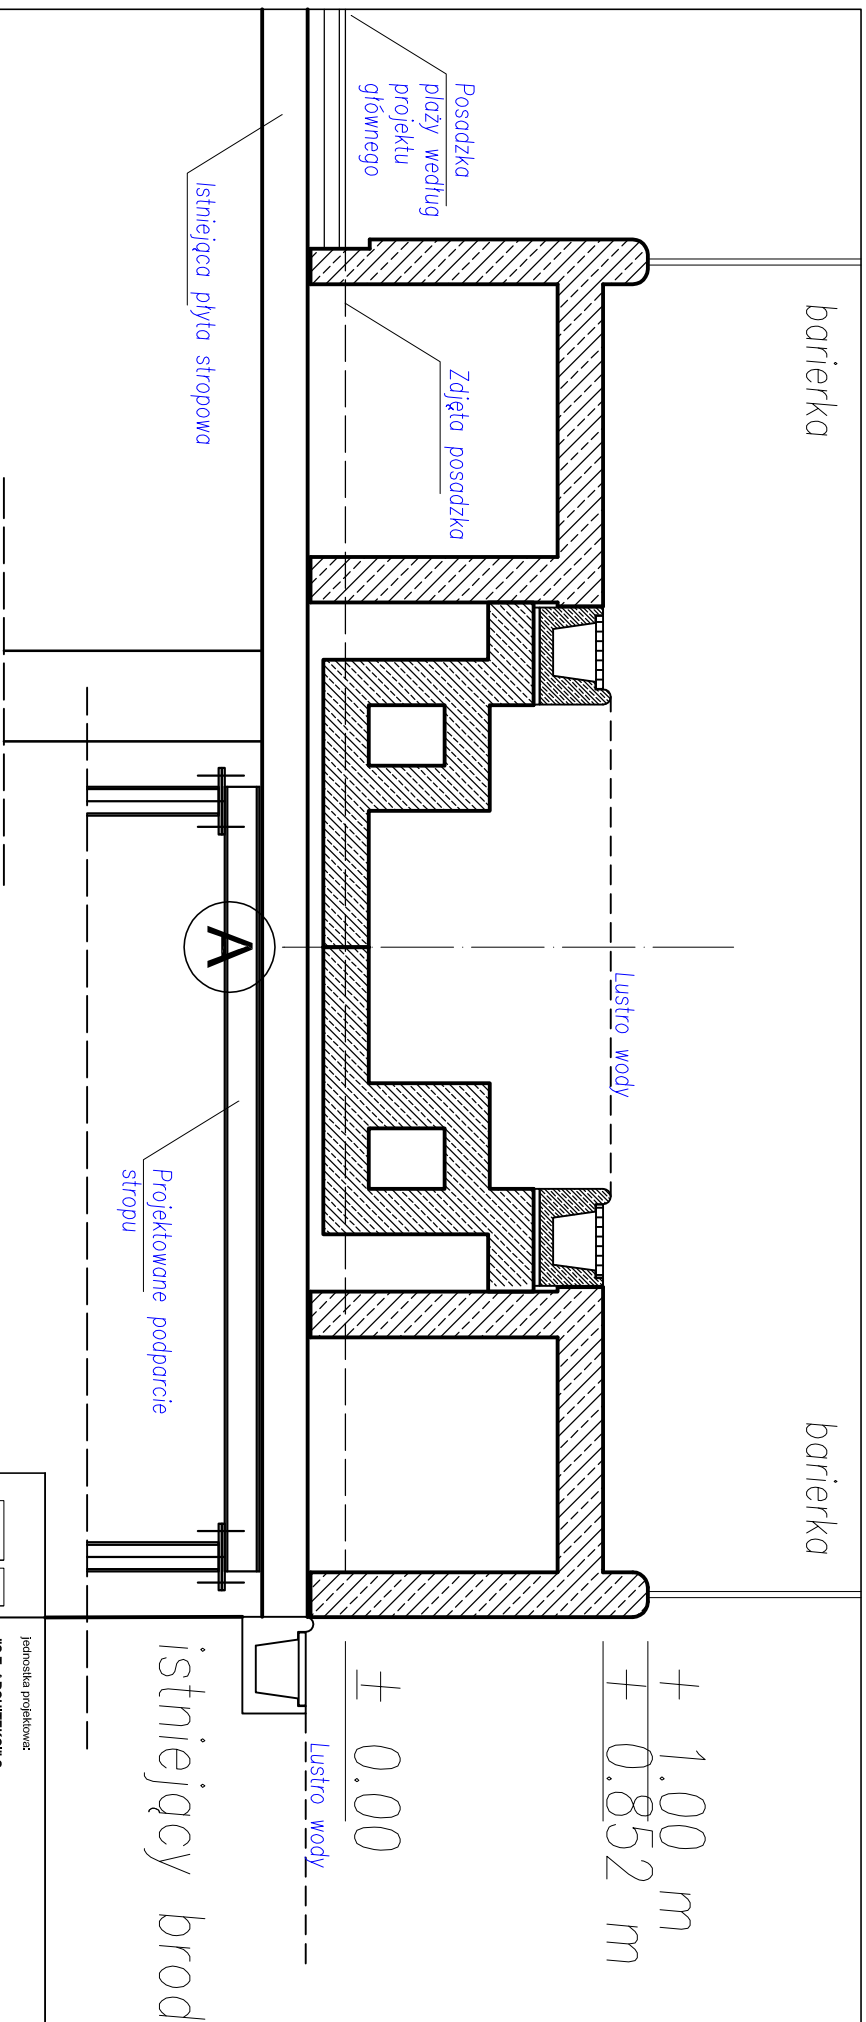 barierka
barierka
Posadzka
plaży według
projektu
głównego
Zdjęta posadzka
Istniejąca płyta stropowa
Lustro wody
A
Projektowane podparcie
stropu
± 1.00 m
± 0.852 m
± 0.00
Lustro wody
istniejący brod
jednostka projektowa: